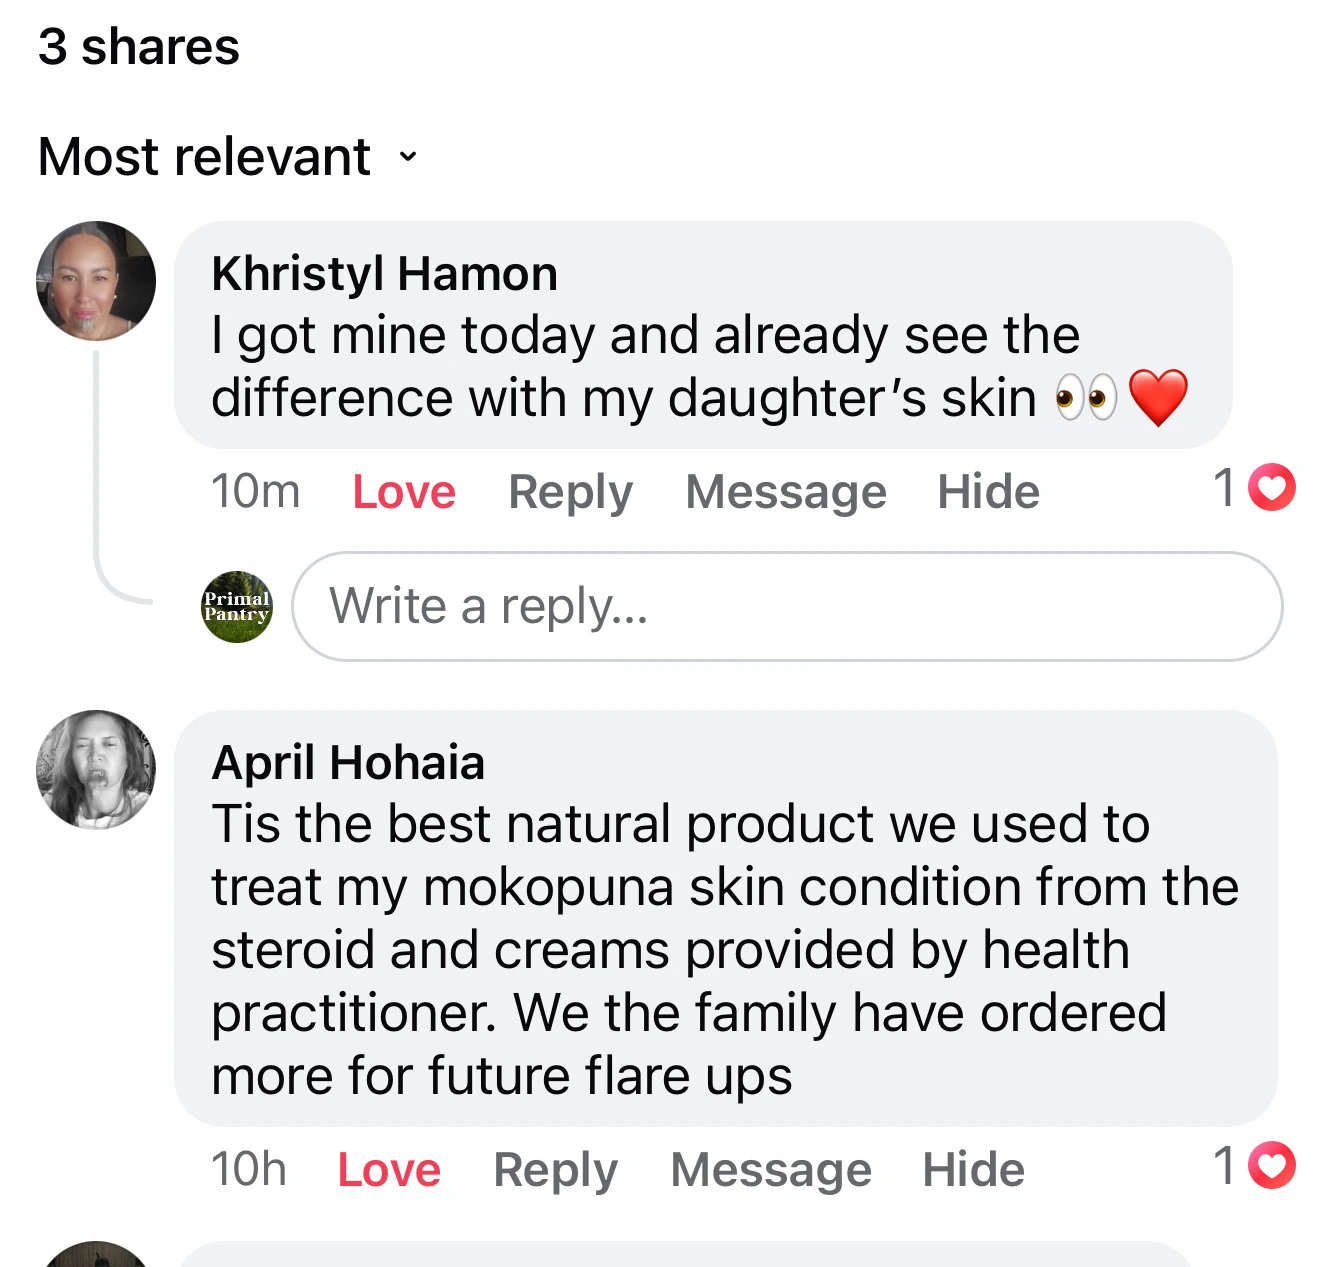 3 shares
Most relevant
Khristyl Hamon
I got mine today and already see the
difference with my daughter’s skin 👀❤️
10m Love Reply Message Hide 1
Primal
Pantry
Write a reply...
April Hohaia
Tis the best natural product we used to
treat my mokopuna skin condition from the
steroid and creams provided by health
practitioner. We the family have ordered
more for future flare ups
10h Love Reply Message Hide 1